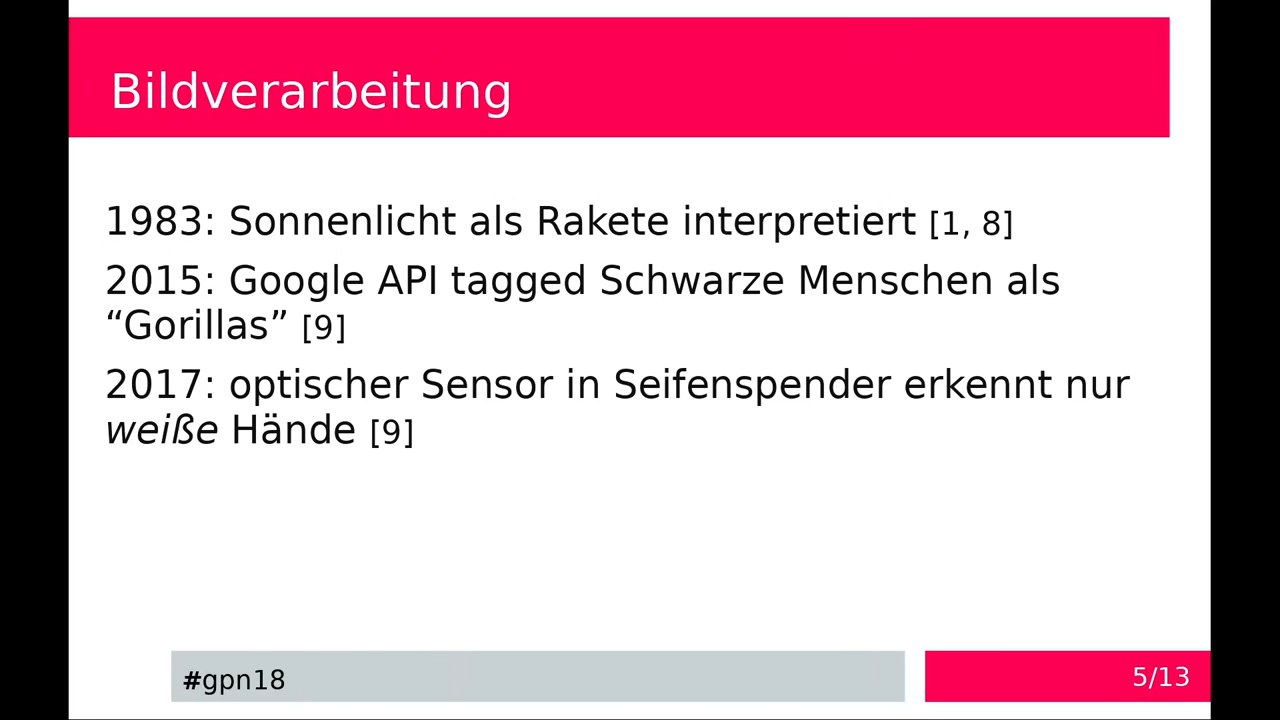 Bildverarbeitung
1983: Sonnenlicht als Rakete interpretiert [1, 8]
2015: Google API tagged Schwarze Menschen als
“Gorillas” [9]
2017: optischer Sensor in Seifenspender erkennt nur
weiße Hände [9]
#gpn18
5/13